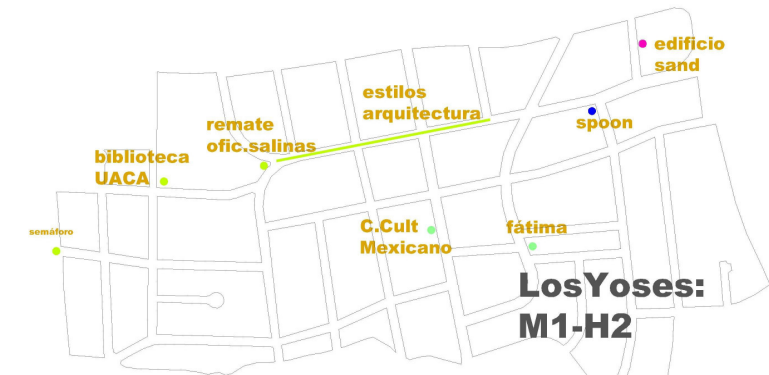 edificio
sand
estilos
arquitectura
spoon
remate
ofic.salinas
biblioteca
UACA
semáforo
C.Cult
Mexicano
fátima
LosYoses:
M1-H2